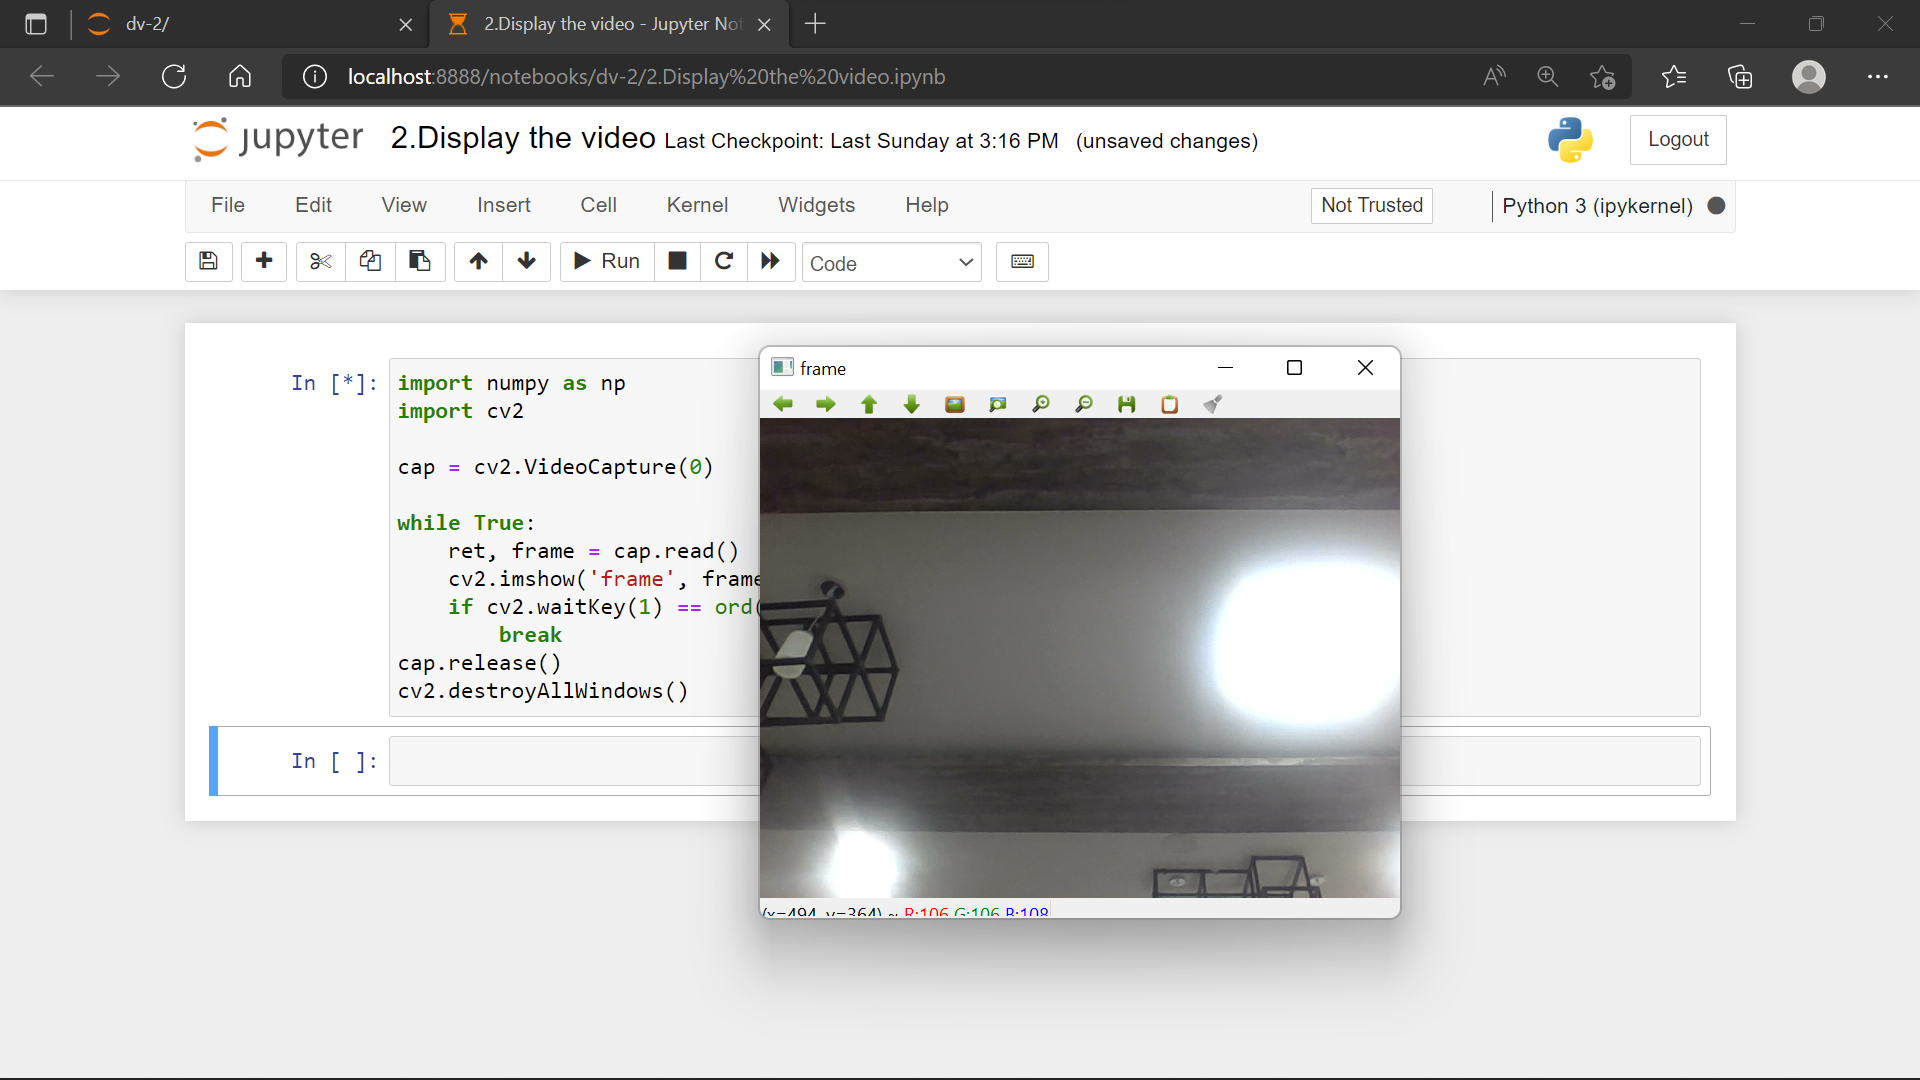 dv-2/
2.Display the video - Jupyter Not
localhost:8888/notebooks/dv-2/2.Display%20the%20video.ipynb
jupyter 2.Display the video Last Checkpoint: Last Sunday at 3:16 PM (unsaved changes)
Logout
File Edit View Insert Cell Kernel Widgets Help
Not Trusted
Python 3 (ipykernel)
Run
Code
In [*]:
import numpy as np
import cv2
cap = cv2.VideoCapture(0)
while True:
ret, frame = cap.read()
cv2.imshow('frame', frame
if cv2.waitKey(1) == ord(
break
cap.release()
cv2.destroyAllWindows()
In [ ]:
frame
(x=494, y=364) ~ R:106 G:106 B:108